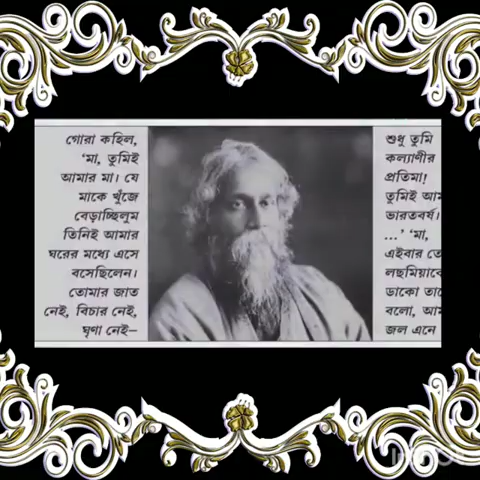 গোরা কহিল,
‘মা, তুমিই
আমার মা। যে
মাকে খুঁজে
বেড়াচ্ছিলুম
তিনিই আমার
ঘরের মধ্যে এসে
বসেছিলেন।
তোমার জাত
নেই, বিচার নেই,
ঘৃণা নেই–
শুধু তুমি
কল্যাণীর
প্রতিমা!
তুমিই আম
ভারতবর্ষ।
...’ ‘মা,
এইবার তো
লছমিয়াকে
ডাকো তাে
বলো, আম
জল এনে